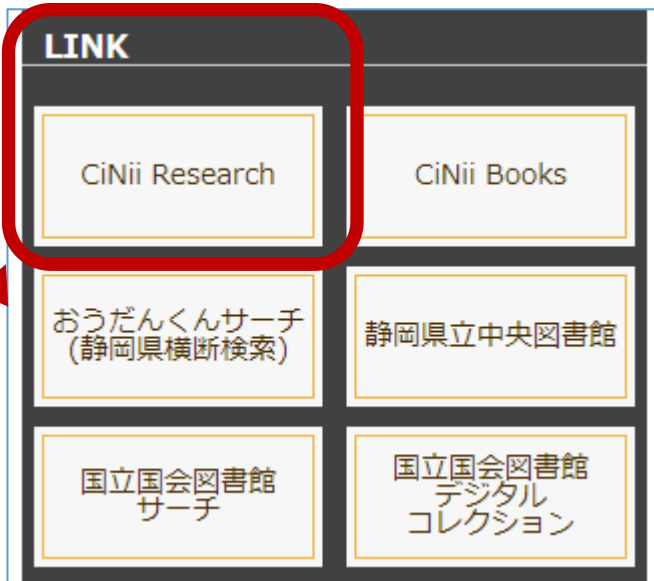 LINK
CiNii Research
CiNii Books
おうだんくんサーチ
(静岡県横断検索)
静岡県立中央図書館
国立国会図書館
サーチ
国立国会図書館
デジタル
コレクション